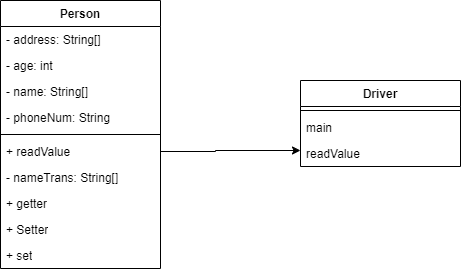 Person
- address: String[]
- age: int
- name: String[]
- phoneNum: String
+ readValue
- nameTrans: String[]
+ getter
+ Setter
+ set
Driver
main
readValue